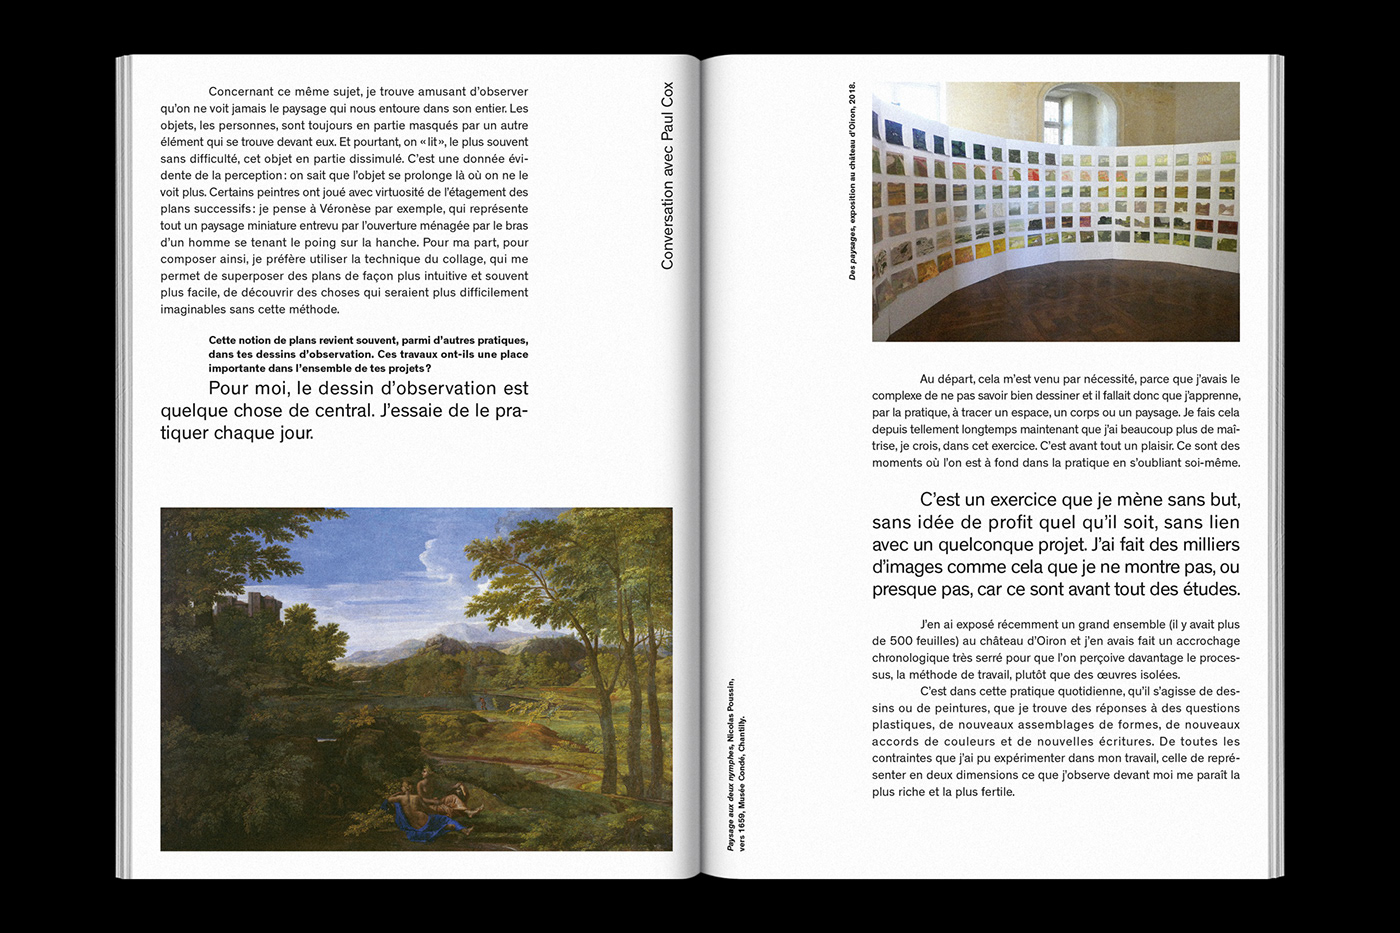 Concernant ce même sujet, je trouve amusant d’observer
qu’on ne voit jamais le paysage qui nous entoure dans son entier. Les
objets, les personnes, sont toujours en partie masqués par un autre
élément qui se trouve devant eux. Et pourtant, on « lit », le plus souvent
sans difficulté, cet objet en partie dissimulé. C’est une donnée évi-
dente de la perception : on sait que l’objet se prolonge là où on ne le
voit plus. Certains peintres ont joué avec virtuosité de l’étagement des
plans successifs : je pense à Véronèse par exemple, qui représente
tout un paysage miniature entrevu par l’ouverture ménagée par le bras
d’un homme se tenant le poing sur la hanche. Pour ma part, pour
composer ainsi, je préfère utiliser la technique du collage, qui me
permet de superposer des plans de façon plus intuitive et souvent
plus facile, de découvrir des choses qui seraient plus difficilement
imaginables sans cette méthode.
Cette notion de plans revient souvent, parmi d’autres pratiques,
dans tes dessins d’observation. Ces travaux ont-ils une place
importante dans l’ensemble de tes projets ?
Pour moi, le dessin d’observation est
quelque chose de central. J’essaie de le pra-
tiquer chaque jour.
Conversation avec Paul Cox
Paysage aux deux nymphes, Nicolas Poussin,
vers 1659, Musée Condé, Chantilly.
Des paysages, exposition au château d’Oiron, 2018.
Au départ, cela m’est venu par nécessité, parce que j’avais le
complexe de ne pas savoir bien dessiner et il fallait donc que j’apprenne,
par la pratique, à tracer un espace, un corps ou un paysage. Je fais cela
depuis tellement longtemps maintenant que j’ai beaucoup plus de maî-
trise, je crois, dans cet exercice. C’est avant tout un plaisir. Ce sont des
moments où l’on est à fond dans la pratique en s’oubliant soi-même.
C’est un exercice que je mène sans but,
sans idée de profit quel qu’il soit, sans lien
avec un quelconque projet. J’ai fait des milliers
d’images comme cela que je ne montre pas, ou
presque pas, car ce sont avant tout des études.
J’en ai exposé récemment un grand ensemble (il y avait plus
de 500 feuilles) au château d’Oiron et j’en avais fait un accrochage
chronologique très serré pour que l’on perçoive davantage le proces-
sus, la méthode de travail, plutôt que des œuvres isolées.
C’est dans cette pratique quotidienne, qu’il s’agisse de des-
sins ou de peintures, que je trouve des réponses à des questions
plastiques, de nouveaux assemblages de formes, de nouveaux
accords de couleurs et de nouvelles écritures. De toutes les
contraintes que j’ai pu expérimenter dans mon travail, celle de repré-
senter en deux dimensions ce que j’observe devant moi me paraît la
plus riche et la plus fertile.